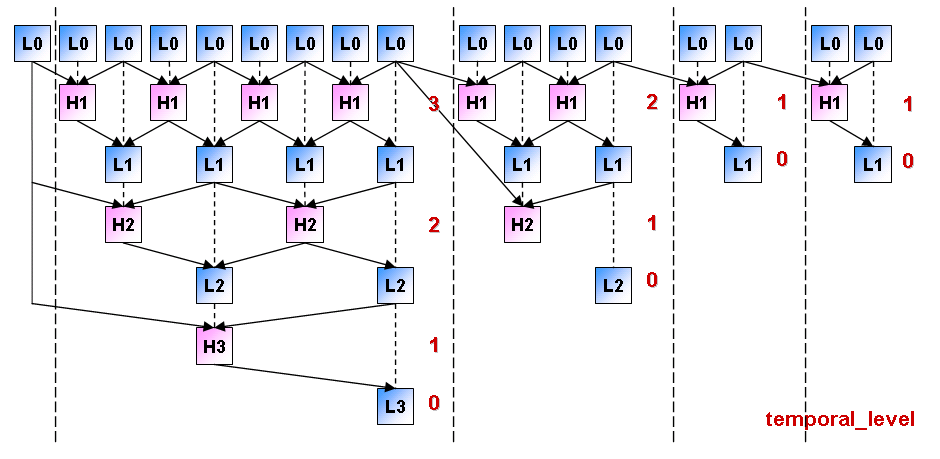 L0 L0 L0 L0 L0 L0 L0 L0 L0 L0 L0 L0 L0 L0 L0 L0 L0
H1 H1 H1 H1 3 H1 H1 2 H1 1 H1 1
L1 L1 L1 L1 L1 L1 L1 0 L1 0
H2 H2 2 H2 1
L2 L2 L2 0
H3 1
L3 0
temporal_level